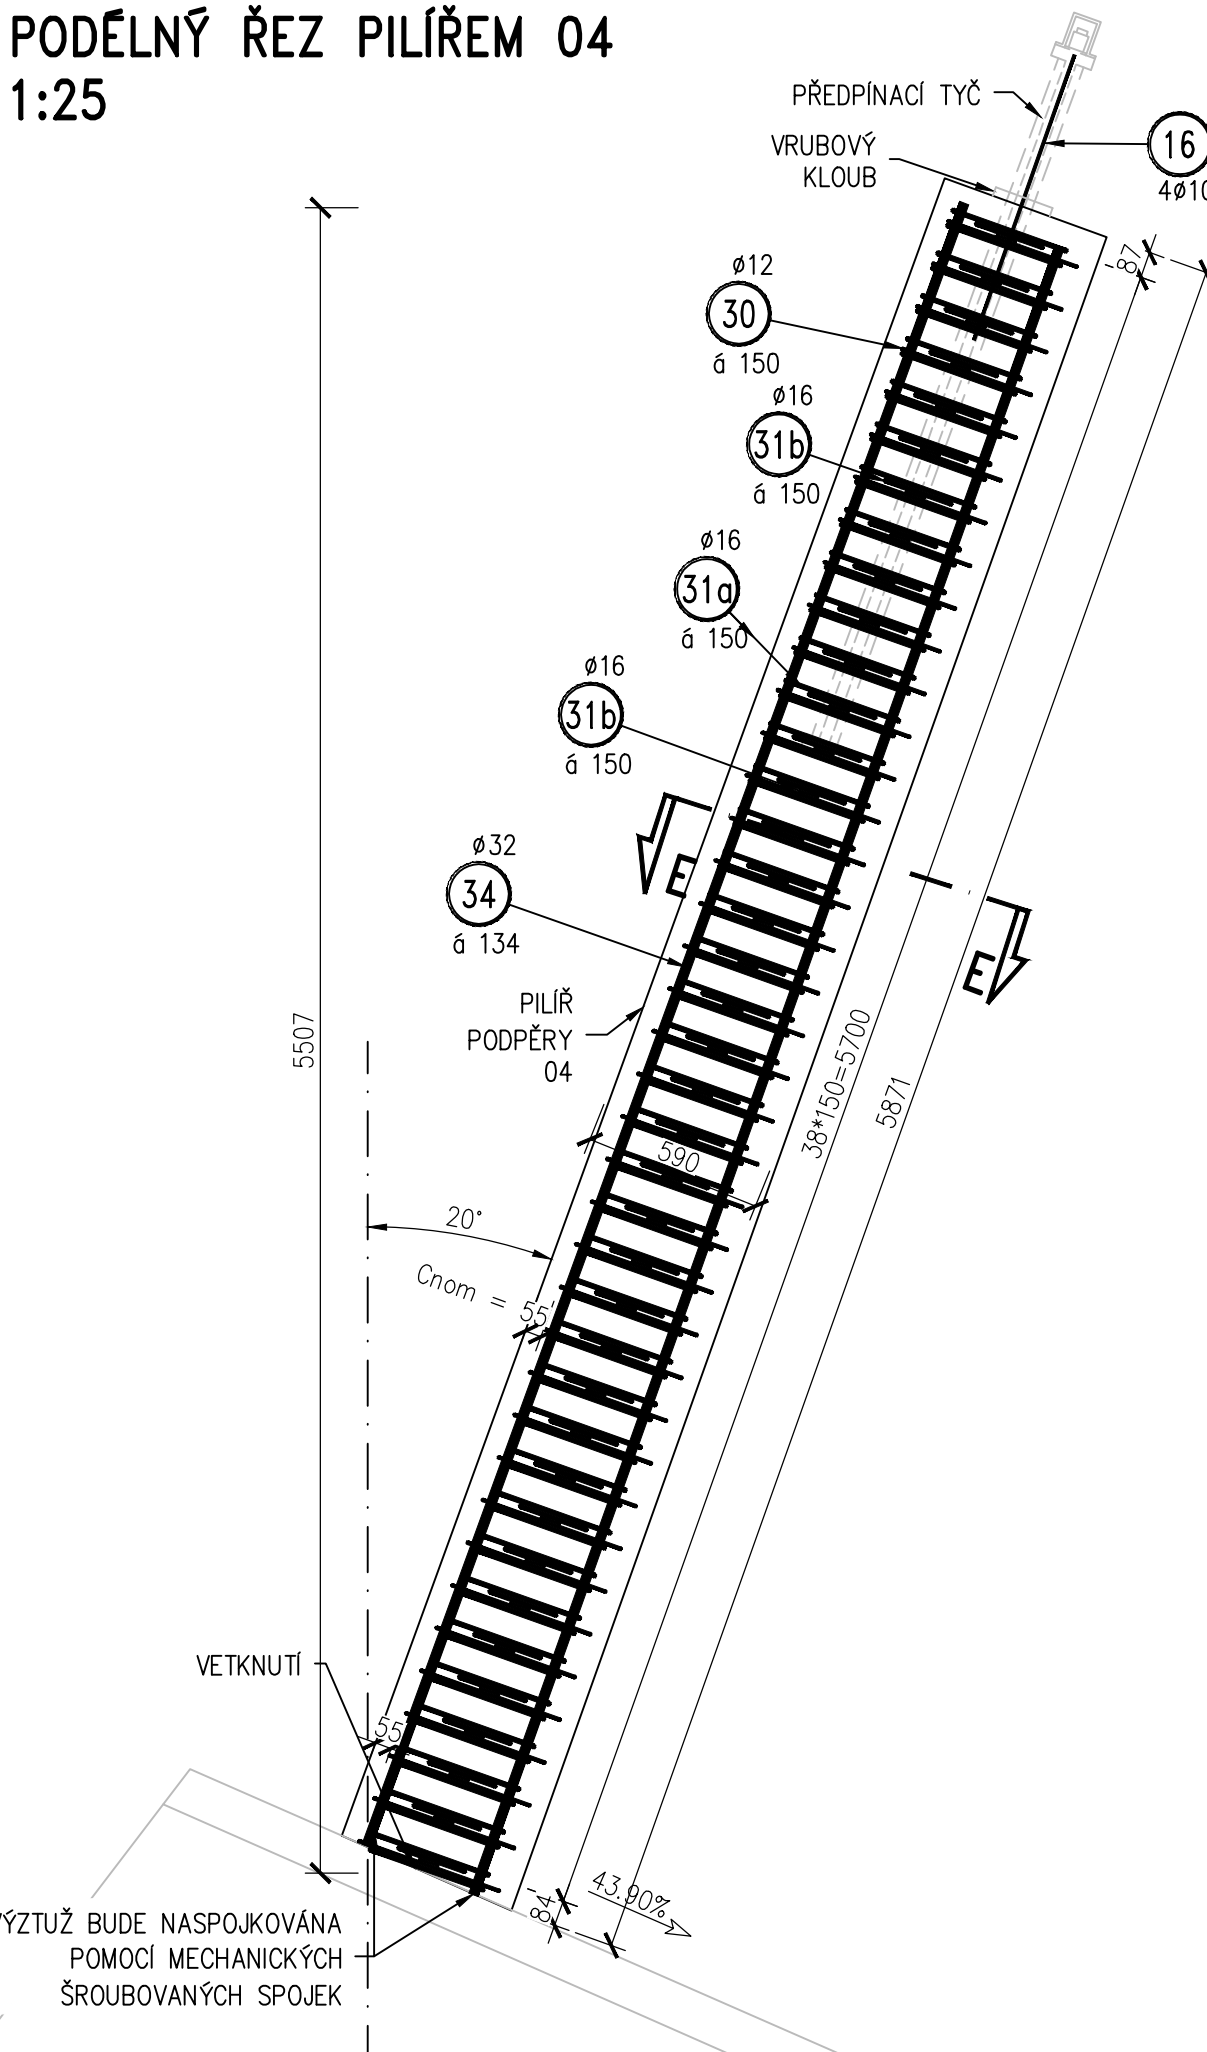 PODÉLNÝ ŘEZ PILÍŘEM 04
1:25
PŘEDPÍNACÍ TYČ
VRUBOVÝ
KLOUB
16
87
ø12
30
á 150
ø16
31b
á 150
ø16
31a
á 150
ø16
31b
á 150
ø32
34
á 134
E
E
PILÍŘ
PODPĚRY
04
5507
38*150=5700
5871
590
20°
Cnom = 55
VETKNUTÍ
55
43.90%
84
VÝZTUŽ BUDE NASPOJKOVÁNA
POMOCÍ MECHANICKÝCH
ŠROUBOVANÝCH SPOJEK